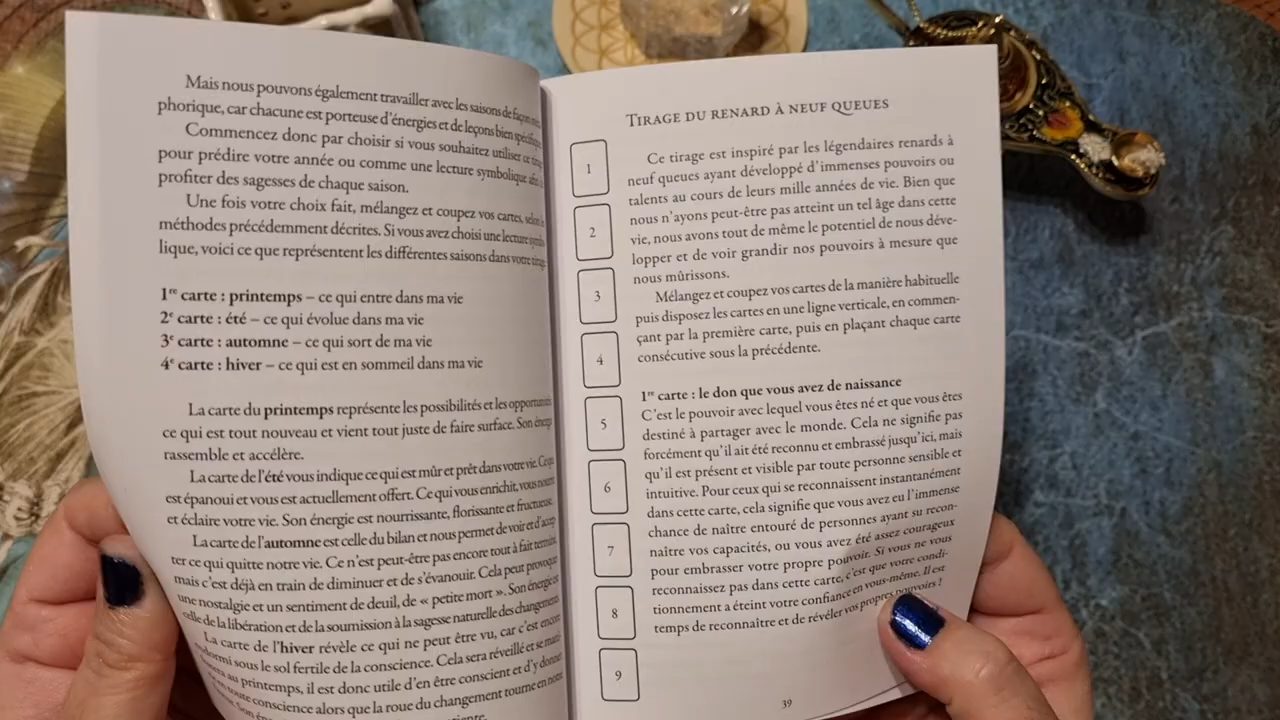 Mais nous pouvons également travailler avec les saisons de façon
phorique, car chacune est porteuse d'énergies et de leçons bien
Commencez donc par choisir si vous souhaitez utiliser ce
pour prédire votre année ou comme une lecture symbolique
profiter des sagesses de chaque saison.
Une fois votre choix fait, mélangez et coupez vos cartes,
méthodes précédemment décrites. Si vous avez choisi une lecture
lique, voici ce que représentent les différentes saisons dans votre
1re carte : printemps – ce qui entre dans ma vie
2e carte : été – ce qui évolue dans ma vie
3e carte : automne – ce qui sort de ma vie
4e carte : hiver – ce qui est en sommeil dans ma vie
La carte du printemps représente les possibilités et les
ce qui est tout nouveau et vient tout juste de faire surface. Son
rassemble et accélère.
La carte de l'été vous indique ce qui est mûr et prêt dans votre vie.
est épanoui et vous est actuellement offert. Ce qui vous enrichit, vous
et éclaire votre vie. Son énergie est nourrissante, florissante et fructueuse.
La carte de l'automne est celle du bilan et nous permet de voir et
ter ce qui quitte notre vie. Ce n'est peut-être pas encore tout à fait
mais c'est déjà en train de diminuer et de s'évanouir. Cela peut provoquer
une nostalgie et un sentiment de deuil, de « petite mort ». Son énergie
celle de la libération et de la soumission à la sagesse naturelle des
La carte de l'hiver révèle ce qui ne peut être vu, car c'est
sous le sol fertile de la conscience. Cela sera réveillé et se
au printemps, il est donc utile d'en être conscient et d'y
toute conscience alors que la roue du changement tourne en
TIRAGE DU RENARD À NEUF QUEUES
Ce tirage est inspiré par les légendaires renards à
neuf queues ayant développé d'immenses pouvoirs ou
talents au cours de leurs mille années de vie. Bien que
nous n'ayons peut-être pas atteint un tel âge dans cette
vie, nous avons tout de même le potentiel de nous déve-
lopper et de voir grandir nos pouvoirs à mesure que
nous mûrissons.
Mélangez et coupez vos cartes de la manière habituelle
puis disposez les cartes en une ligne verticale, en commen-
çant par la première carte, puis en plaçant chaque carte
consécutive sous la précédente.
1re carte : le don que vous avez de naissance
C'est le pouvoir avec lequel vous êtes né et que vous êtes
destiné à partager avec le monde. Cela ne signifie pas
forcément qu'il ait été reconnu et embrassé jusqu'ici, mais
qu'il est présent et visible par toute personne sensible et
intuitive. Pour ceux qui se reconnaissent instantanément
dans cette carte, cela signifie que vous avez eu l'immense
chance de naître entouré de personnes ayant su recon-
naître vos capacités, ou vous avez été assez courageux
pour embrasser votre propre pouvoir. Si vous ne vous
reconnaissez pas dans cette carte, c'est que votre condi-
tionnement a éteint votre confiance en vous-même. Il est
temps de reconnaître et de révéler vos propres pouvoirs !
1
2
3
4
5
6
7
8
9
39